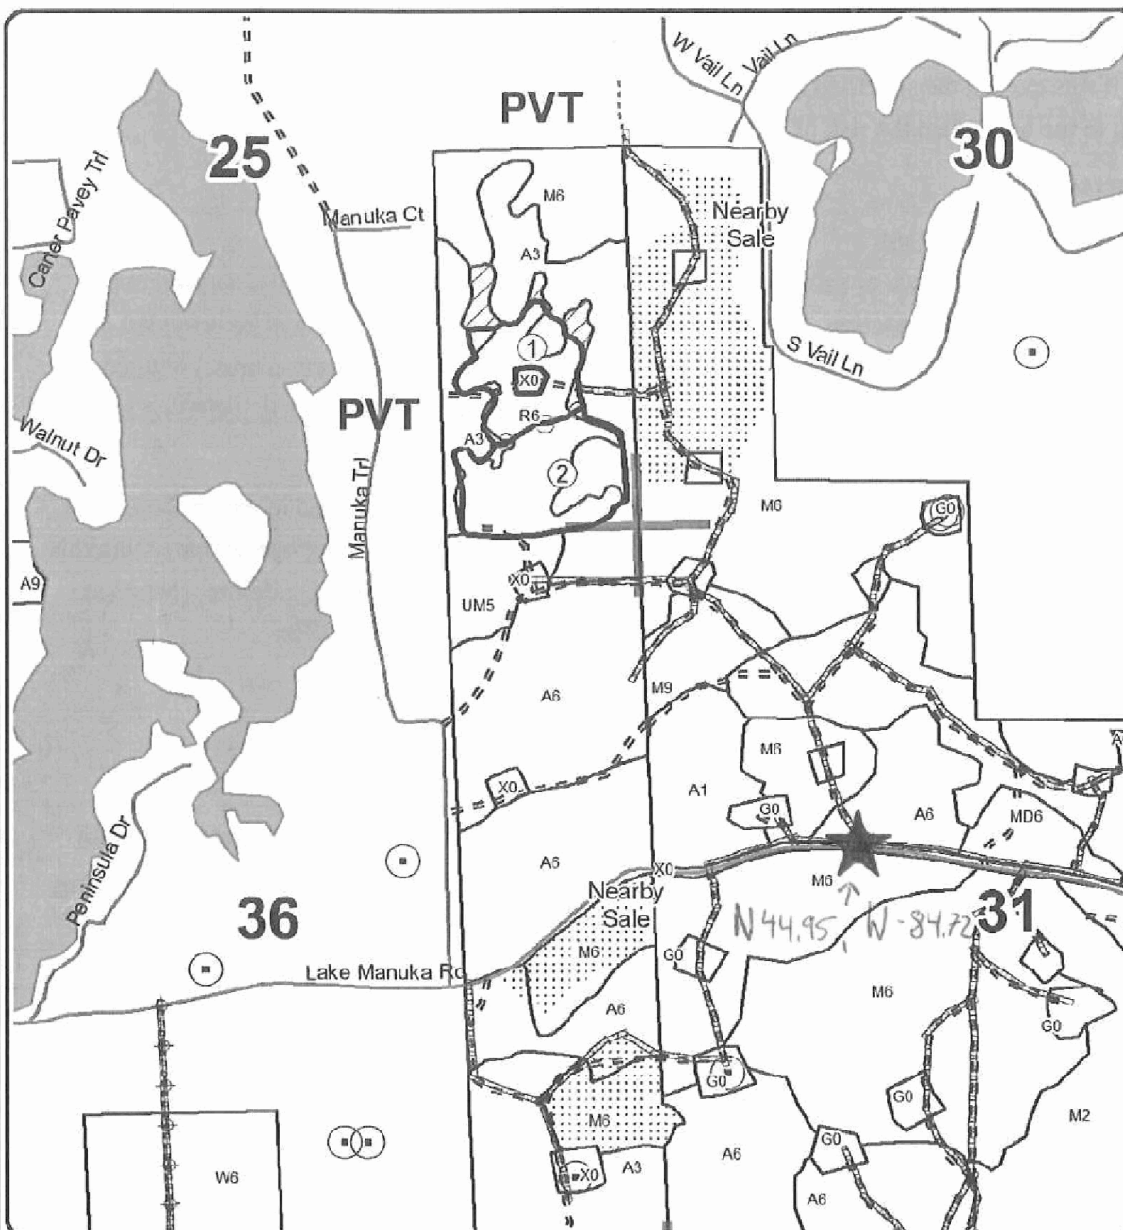 W Vail Ln
Vail Ln
PVT
25
30
Caner Pavey Trl
Manuka Ct
M6
Nearby
Sale
A3
1
S Vail Ln
X0
PVT
R6
Walnut Dr
A3
2
Manuka Trl
M6
G0
A9
X0
UM5
A6
M9
M6
A
X0
A1
G0
A6
MD6
Peninsula Dr
A6
X0
M6
Nearby
Sale
36
31
N44.95, W-84.72
M6
G0
Lake Manuka Rd
M6
A6
G0
G0
G0
M6
M2
G0
A6
X0
A3
W6
A6